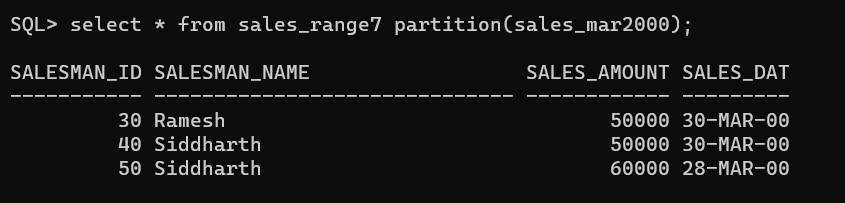 SQL> select * from sales_range7 partition(sales_mar2000);
SALESMAN_ID SALESMAN_NAME                  SALES_AMOUNT SALES_DAT
----------- ------------------------------ ------------ ---------
         30 Ramesh                                50000 30-MAR-00
         40 Siddharth                             50000 30-MAR-00
         50 Siddharth                             60000 28-MAR-00